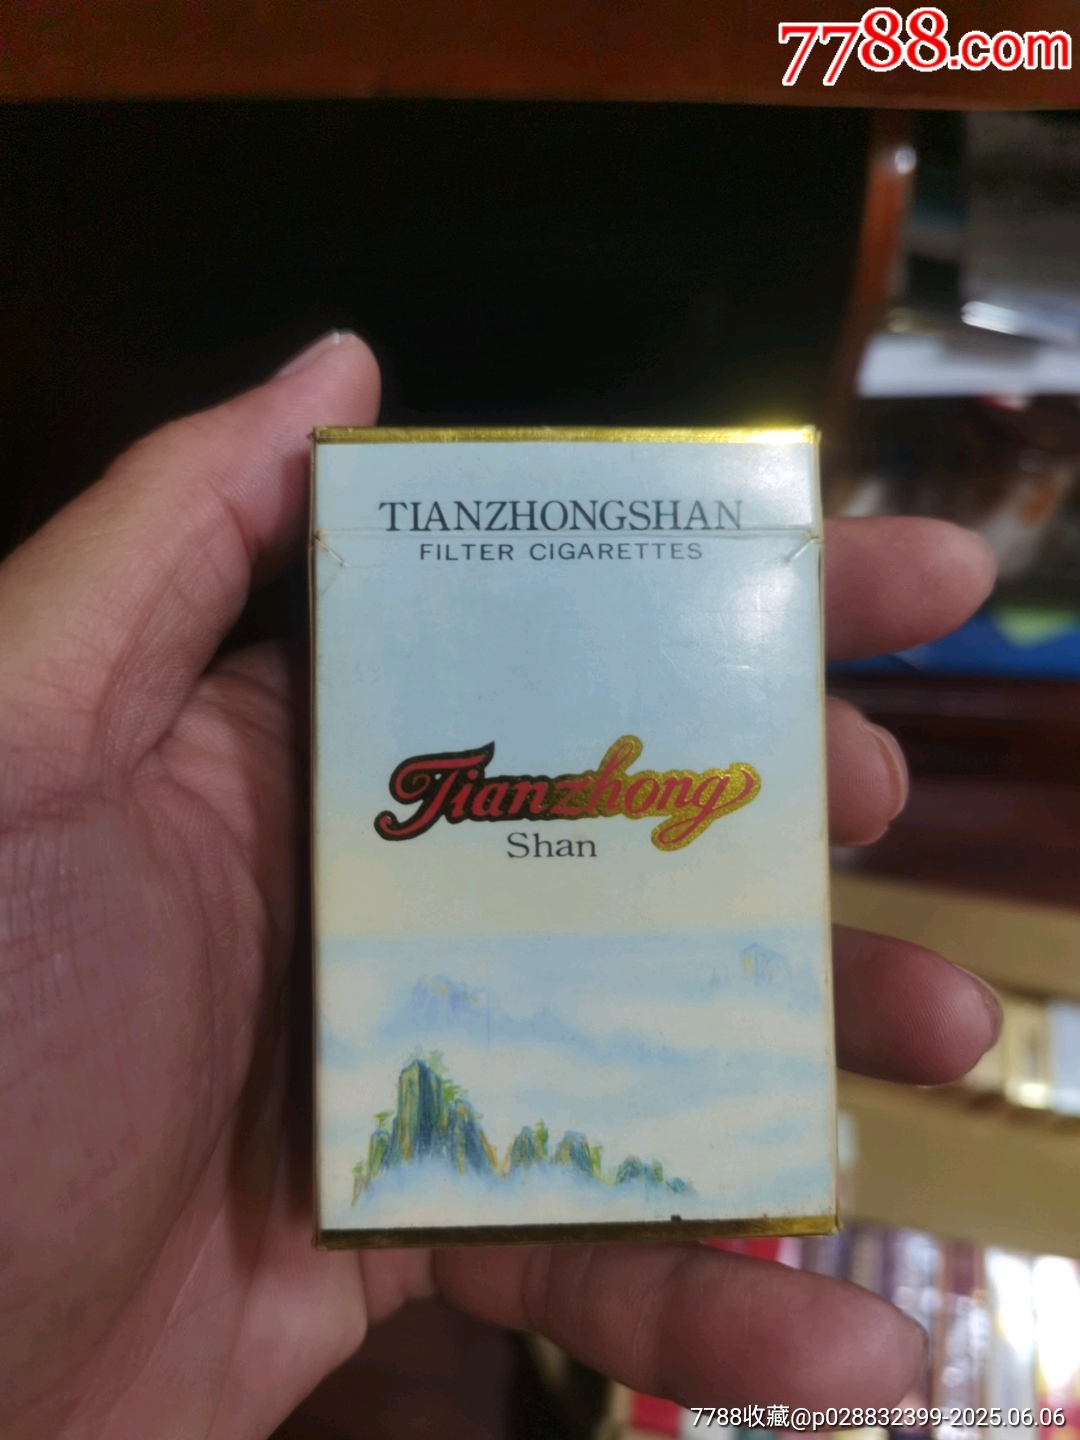 7788.com
TIANZHONGSHAN
FILTER CIGARETTES
Tianzhong
Shan
7788收藏@p028832399-2025.06.06